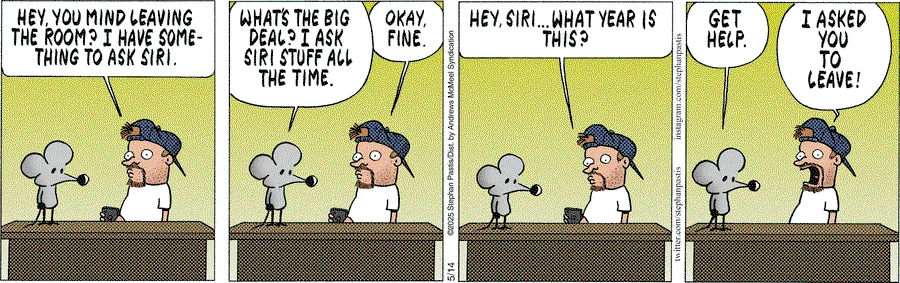 HEY, YOU MIND LEAVING
THE ROOM? I HAVE SOME-
THING TO ASK SIRI.
WHAT'S THE BIG
DEAL? I ASK
SIRI STUFF ALL
THE TIME.
OKAY,
FINE.
©2025 Stephan Pastis/Dist. by Andrews McMeel Syndication
5/14
HEY, SIRI...WHAT YEAR IS
THIS?
twitter.com/stephanpastis
instagram.com/stephanpastis
GET
HELP.
I ASKED
YOU
TO
LEAVE!